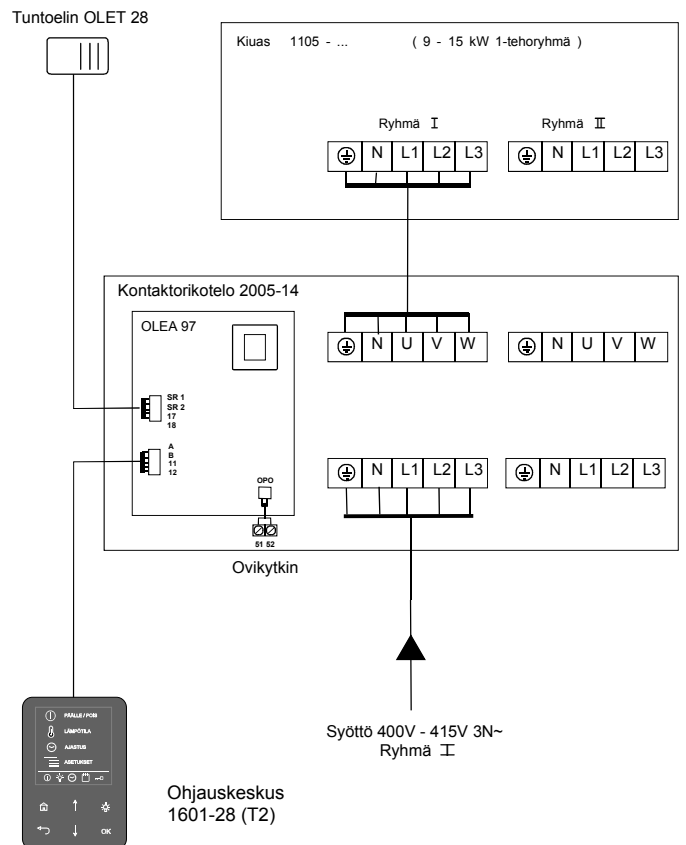 Tuntoelin OLET 28
Kiuas 1105 - ... ( 9 - 15 kW 1-tehoryhmä )
Ryhmä I Ryhmä II
N L1 L2 L3 N L1 L2 L3
Kontaktorikotelo 2005-14
OLEA 97
N U V W N U V W
SR 1
SR 2
17
18
A
B
11
12
N L1 L2 L3 N L1 L2 L3
OPO
51 52
Ovikytkin
Syöttö 400V - 415V 3N~
Ryhmä I
PÄÄLLE / POIS
LÄMPÖTILA
AJASTUS
ASETUKSET
OK
Ohjauskeskus
1601-28 (T2)